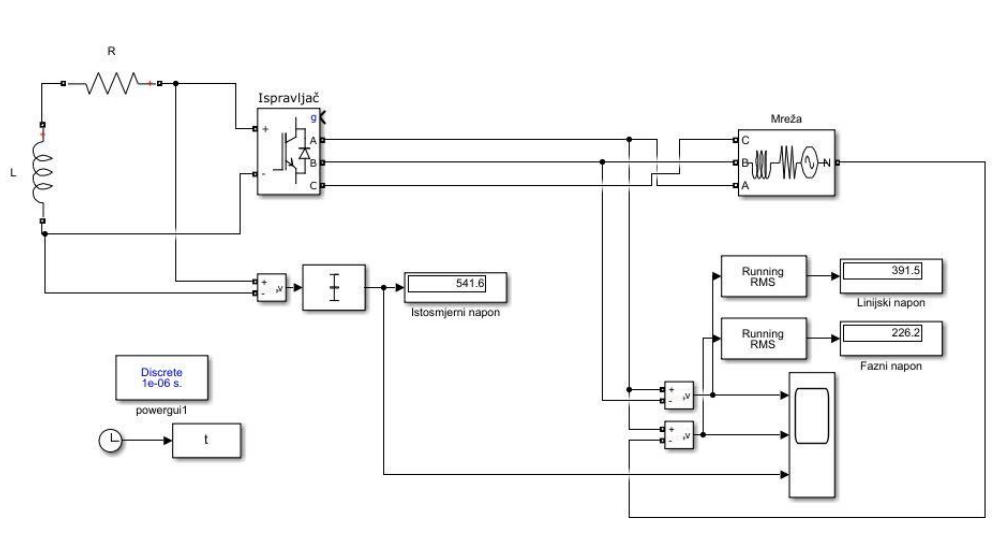 R
L
Ispravljač
g
+
-
A
B
C
Mreža
C
B
A
N
+
-
v
541.6
Istosmjerni napon
Running
RMS
391.5
Linijski napon
Running
RMS
226.2
Fazni napon
Discrete
1e-06 s.
powergui1
t
+
-
v
+
-
v